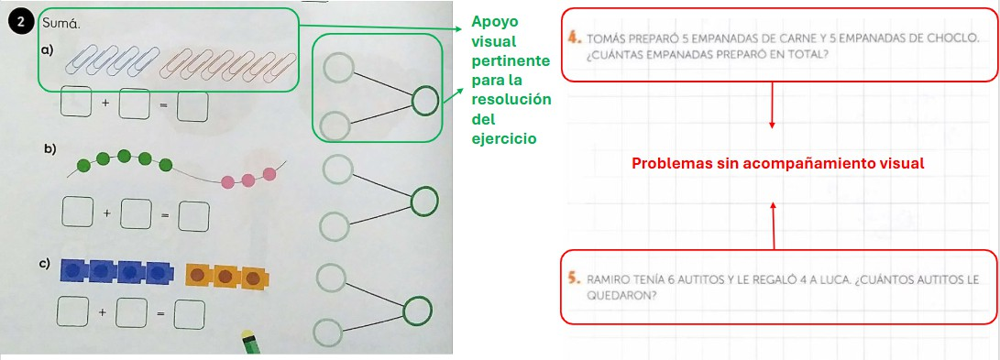 2 Sumá.
a)
+ =
b)
+ =
c)
+ =
Apoyo
visual
pertinente
para la
resolución
del
ejercicio
4. TOMÁS PREPARÓ 5 EMPANADAS DE CARNE Y 5 EMPANADAS DE CHOCLO.
¿CUÁNTAS EMPANADAS PREPARÓ EN TOTAL?
Problemas sin acompañamiento visual
5. RAMIRO TENÍA 6 AUTITOS Y LE REGALÓ 4 A LUCA. ¿CUÁNTOS AUTITOS LE
QUEDARON?